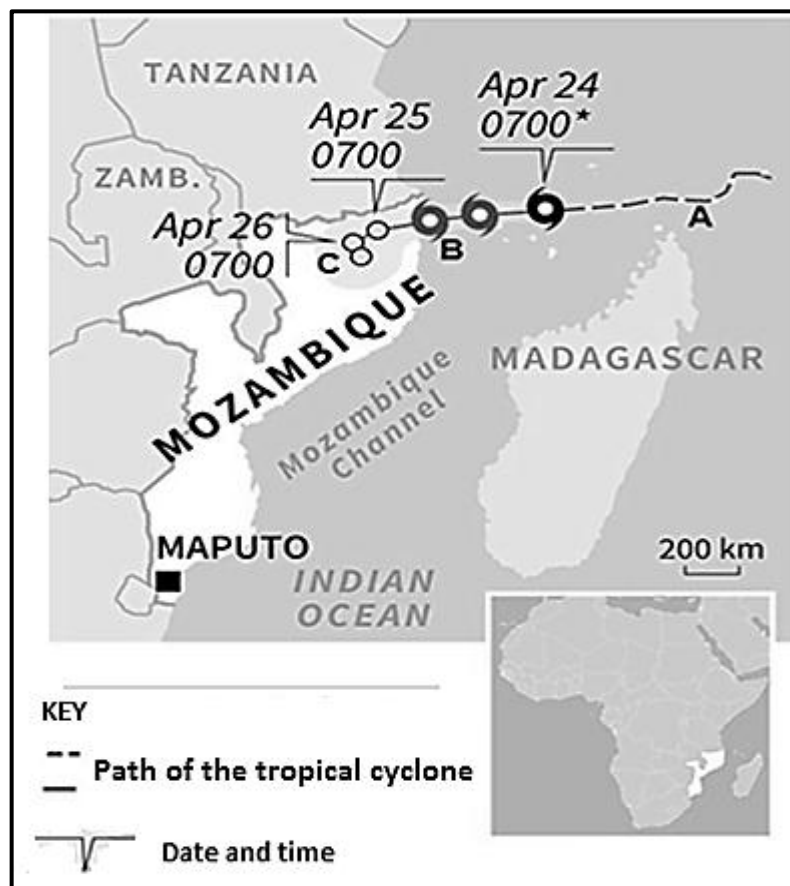 TANZANIA
Apr 24
0700*
Apr 25
0700
ZAMB.
A
Apr 26
0700
B
C
MOZAMBIQUE
MADAGASCAR
Mozambique
Channel
MAPUTO
200 km
INDIAN
OCEAN
KEY
Path of the tropical cyclone
Date and time